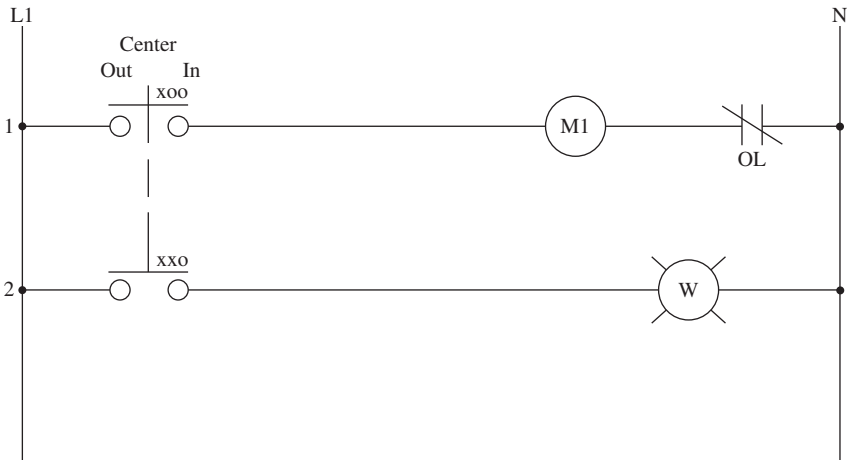 L1 N
Center
Out In
xoo
1 M1
OL
xxo
2 W